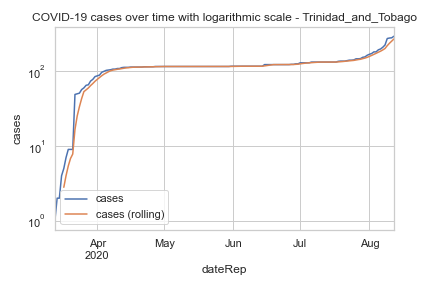 COVID-19 cases over time with logarithmic scale - Trinidad_and_Tobago
cases
10²
10¹
10⁰
cases
cases (rolling)
Apr
2020
May
Jun
Jul
Aug
dateRep